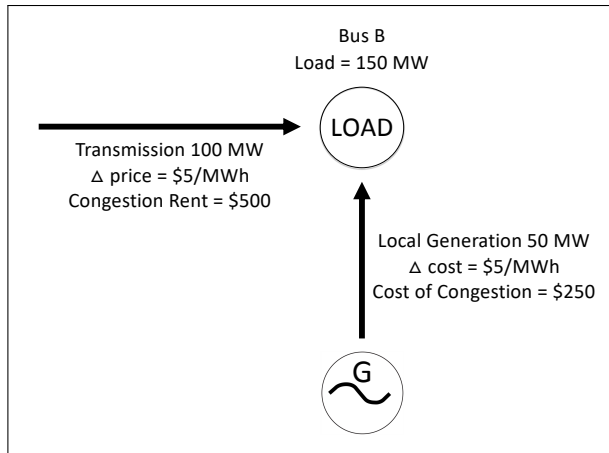 Bus B
Load = 150 MW
LOAD
Transmission 100 MW
△ price = $5/MWh
Congestion Rent = $500
Local Generation 50 MW
△ cost = $5/MWh
Cost of Congestion = $250
G